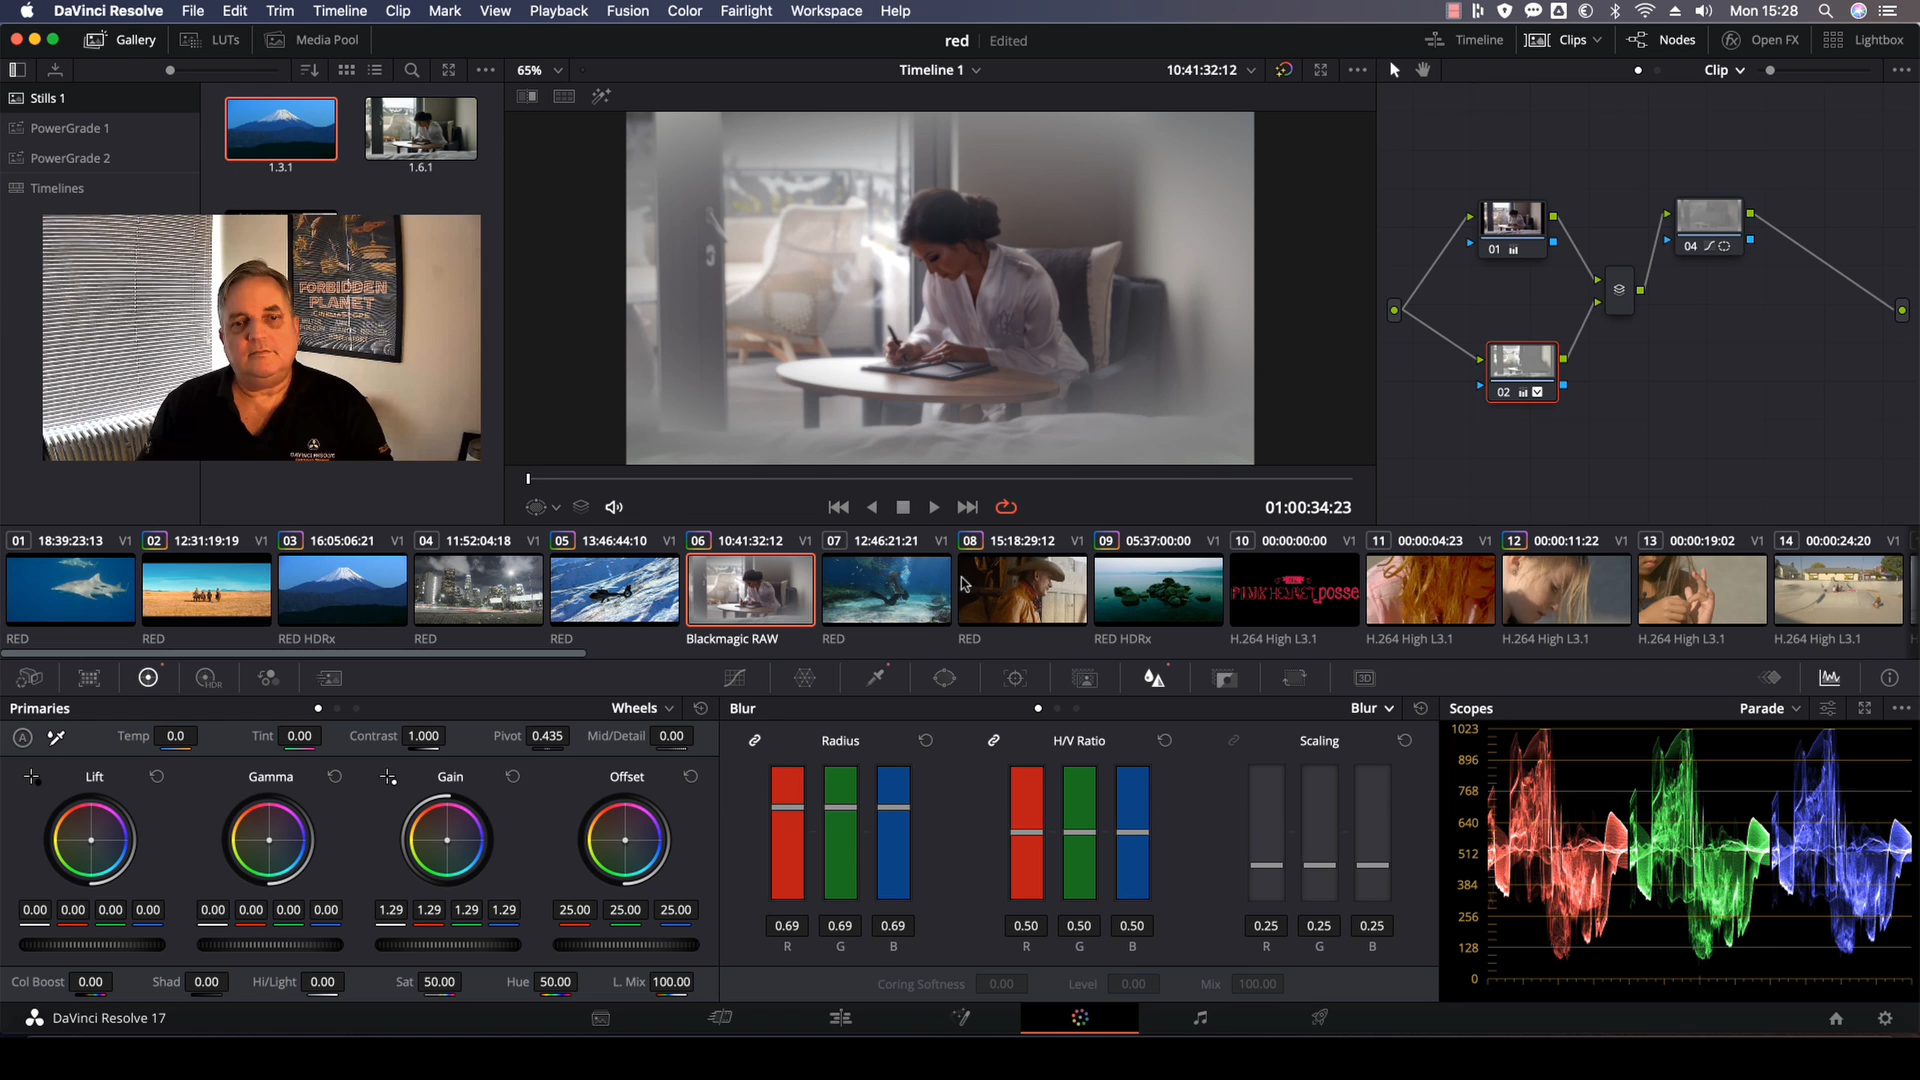 DaVinci Resolve File Edit Trim Timeline Clip Mark View Playback Fusion Color Fairlight Workspace Help Mon 15:28
Gallery LUTs Media Pool red Edited Timeline Clips Nodes Open FX Lightbox
65% Timeline 1 10:41:32:12 Clip
Stills 1
PowerGrade 1
PowerGrade 2
Timelines
1.3.1 1.6.1
FORBIDDEN
PLANET
CINEMASCOPE
DAVINCI RESOLVE
01
02
04
01:00:34:23
01 18:39:23:13 V1 02 12:31:19:19 V1 03 16:05:06:21 V1 04 11:52:04:18 V1 05 13:46:44:10 V1 06 10:41:32:12 V1 07 12:46:21:21 V1 08 15:18:29:12 V1 09 05:37:00:00 V1 10 00:00:00:00 V1 11 00:00:04:23 V1 12 00:00:11:22 V1 13 00:00:19:02 V1 14 00:00:24:20 V1
PINK HELMET posse
RED RED RED HDRx RED RED Blackmagic RAW RED RED RED HDRx H.264 High L3.1 H.264 High L3.1 H.264 High L3.1 H.264 High L3.1 H.264 High L3.1
HDR 3D
Primaries Wheels Blur Blur Scopes Parade
A Temp 0.0 Tint 0.00 Contrast 1.000 Pivot 0.435 Mid/Detail 0.00
Radius H/V Ratio Scaling
Lift Gamma Gain Offset
0.00 0.00 0.00 0.00 0.00 0.00 0.00 0.00 1.29 1.29 1.29 1.29 25.00 25.00 25.00
0.69 0.69 0.69 0.50 0.50 0.50 0.25 0.25 0.25
R G B R G B R G B
Col Boost 0.00 Shad 0.00 Hi/Light 0.00 Sat 50.00 Hue 50.00 L. Mix 100.00
Coring Softness 0.00 Level 0.00 Mix 100.00
1023
896
768
640
512
384
256
128
0
DaVinci Resolve 17